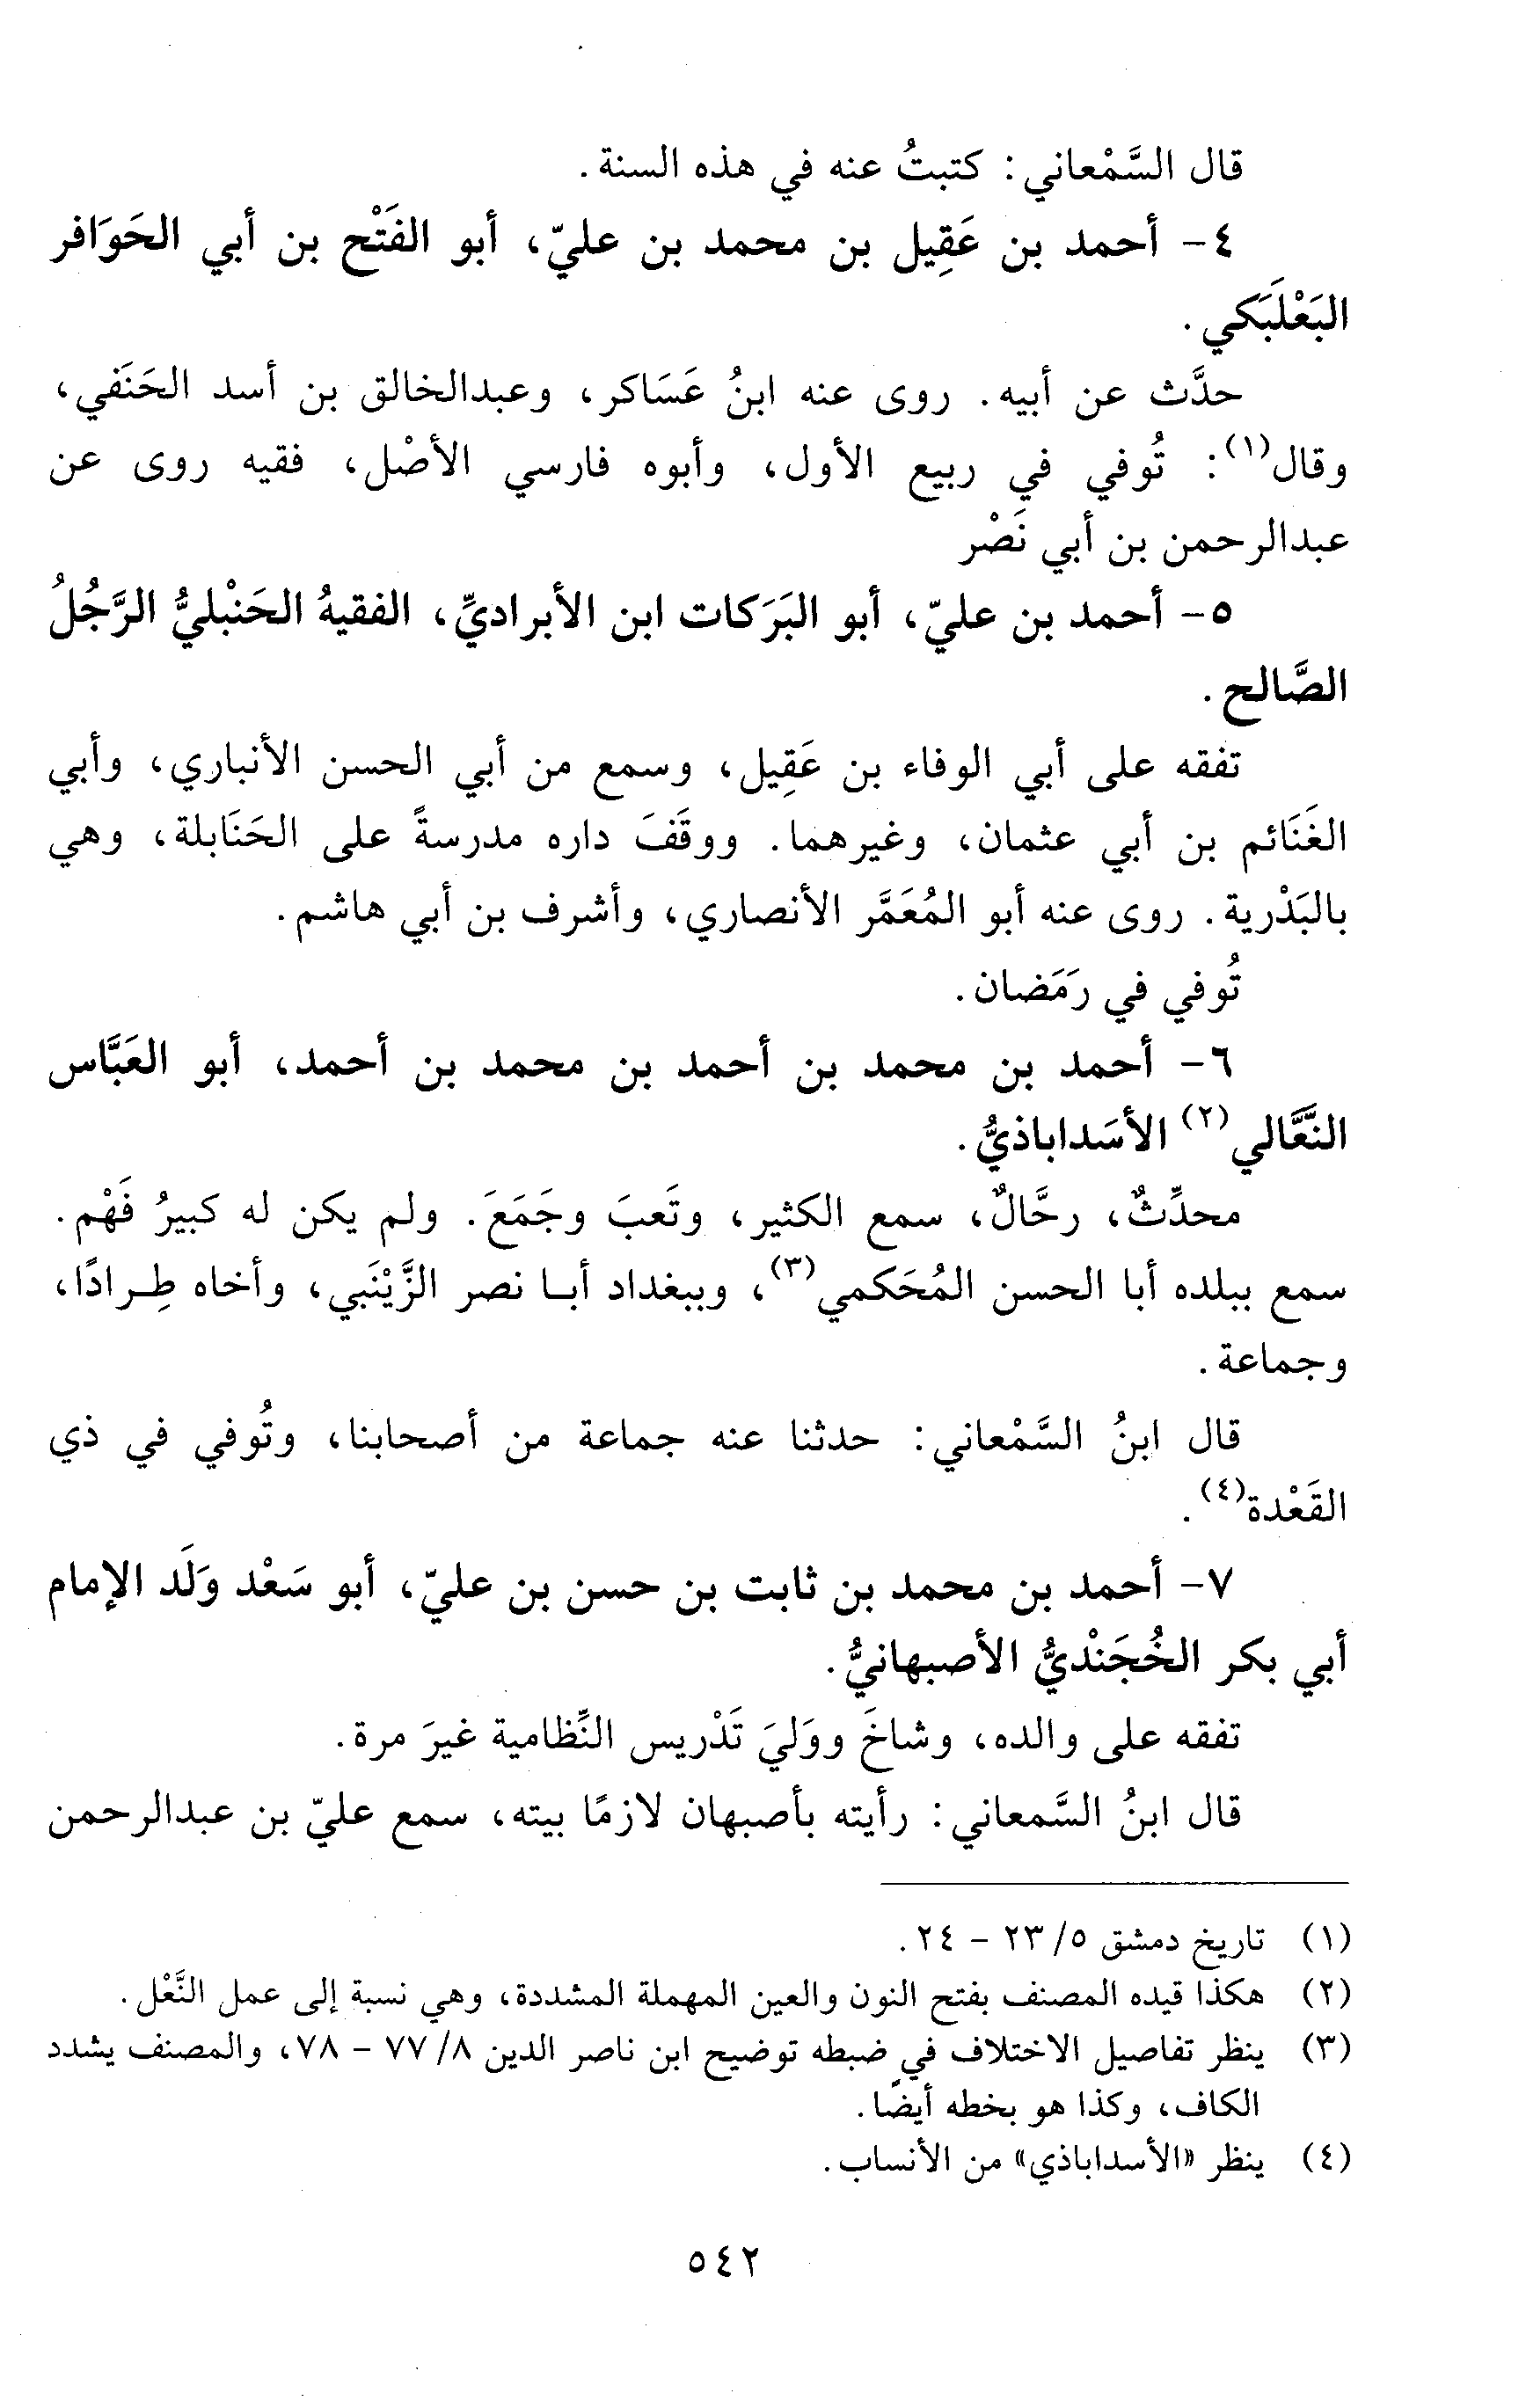 قال السَّمْعاني: كتبتُ عنه في هذه السنة.
٤- أحمد بن عَقِيل بن محمد بن عليّ، أبو الفَتْح بن أبي الحَوَافر
البَعْلَبَكي.
حدَّث عن أبيه. روى عنه ابنُ عَسَاكر، وعبدالخالق بن أسد الحَنَفي،
وقال(١): تُوفي في ربيع الأول، وأبوه فارسي الأصْل، فقيه روى عن
عبدالرحمن بن أبي نَصْر
٥- أحمد بن عليّ، أبو البَرَكات ابن الأبراديِّ، الفقيهُ الحَنْبليُّ الرَّجُلُ
الصَّالح.
تفقه على أبي الوفاء بن عَقِيل، وسمع من أبي الحسن الأنباري، وأبي
الغَنَائم بن أبي عثمان، وغيرهما. ووقَفَ داره مدرسةً على الحَنَابلة، وهي
بالبَدْرية. روى عنه أبو المُعَمَّر الأنصاري، وأشرف بن أبي هاشم.
تُوفي في رَمَضان.
٦- أحمد بن محمد بن أحمد بن محمد بن أحمد، أبو العَبَّاس
النَّعَّالي(٢) الأسَداباذيُّ.
محدِّثٌ، رحَّالٌ، سمع الكثير، وتَعبَ وجَمَعَ. ولم يكن له كبيرُ فَهْم.
سمع ببلده أبا الحسن المُحَكمي(٣)، وببغداد أبا نصر الزَّيْنَبي، وأخاه طِرادًا،
وجماعة.
قال ابنُ السَّمْعاني: حدثنا عنه جماعة من أصحابنا، وتُوفي في ذي
القَعْدة(٤).
٧- أحمد بن محمد بن ثابت بن حسن بن عليّ، أبو سَعْد وَلَد الإمام
أبي بكر الخُجَنْديُّ الأصبهانيُّ.
تفقه على والده، وشاخَ ووَليَ تَدْريس النِّظامية غيرَ مرة.
قال ابنُ السَّمعاني: رأيته بأصبهان لازمًا بيته، سمع عليّ بن عبدالرحمن
(١) تاريخ دمشق ٥/ ٢٣ - ٢٤.
(٢) هكذا قيده المصنف بفتح النون والعين المهملة المشددة، وهي نسبة إلى عمل النَّعْل.
(٣) ينظر تفاصيل الاختلاف في ضبطه توضيح ابن ناصر الدين ٨/ ٧٧ - ٧٨، والمصنف يشدد
الكاف، وكذا هو بخطه أيضًا.
(٤) ينظر «الأسداباذي» من الأنساب.
٥٤٢